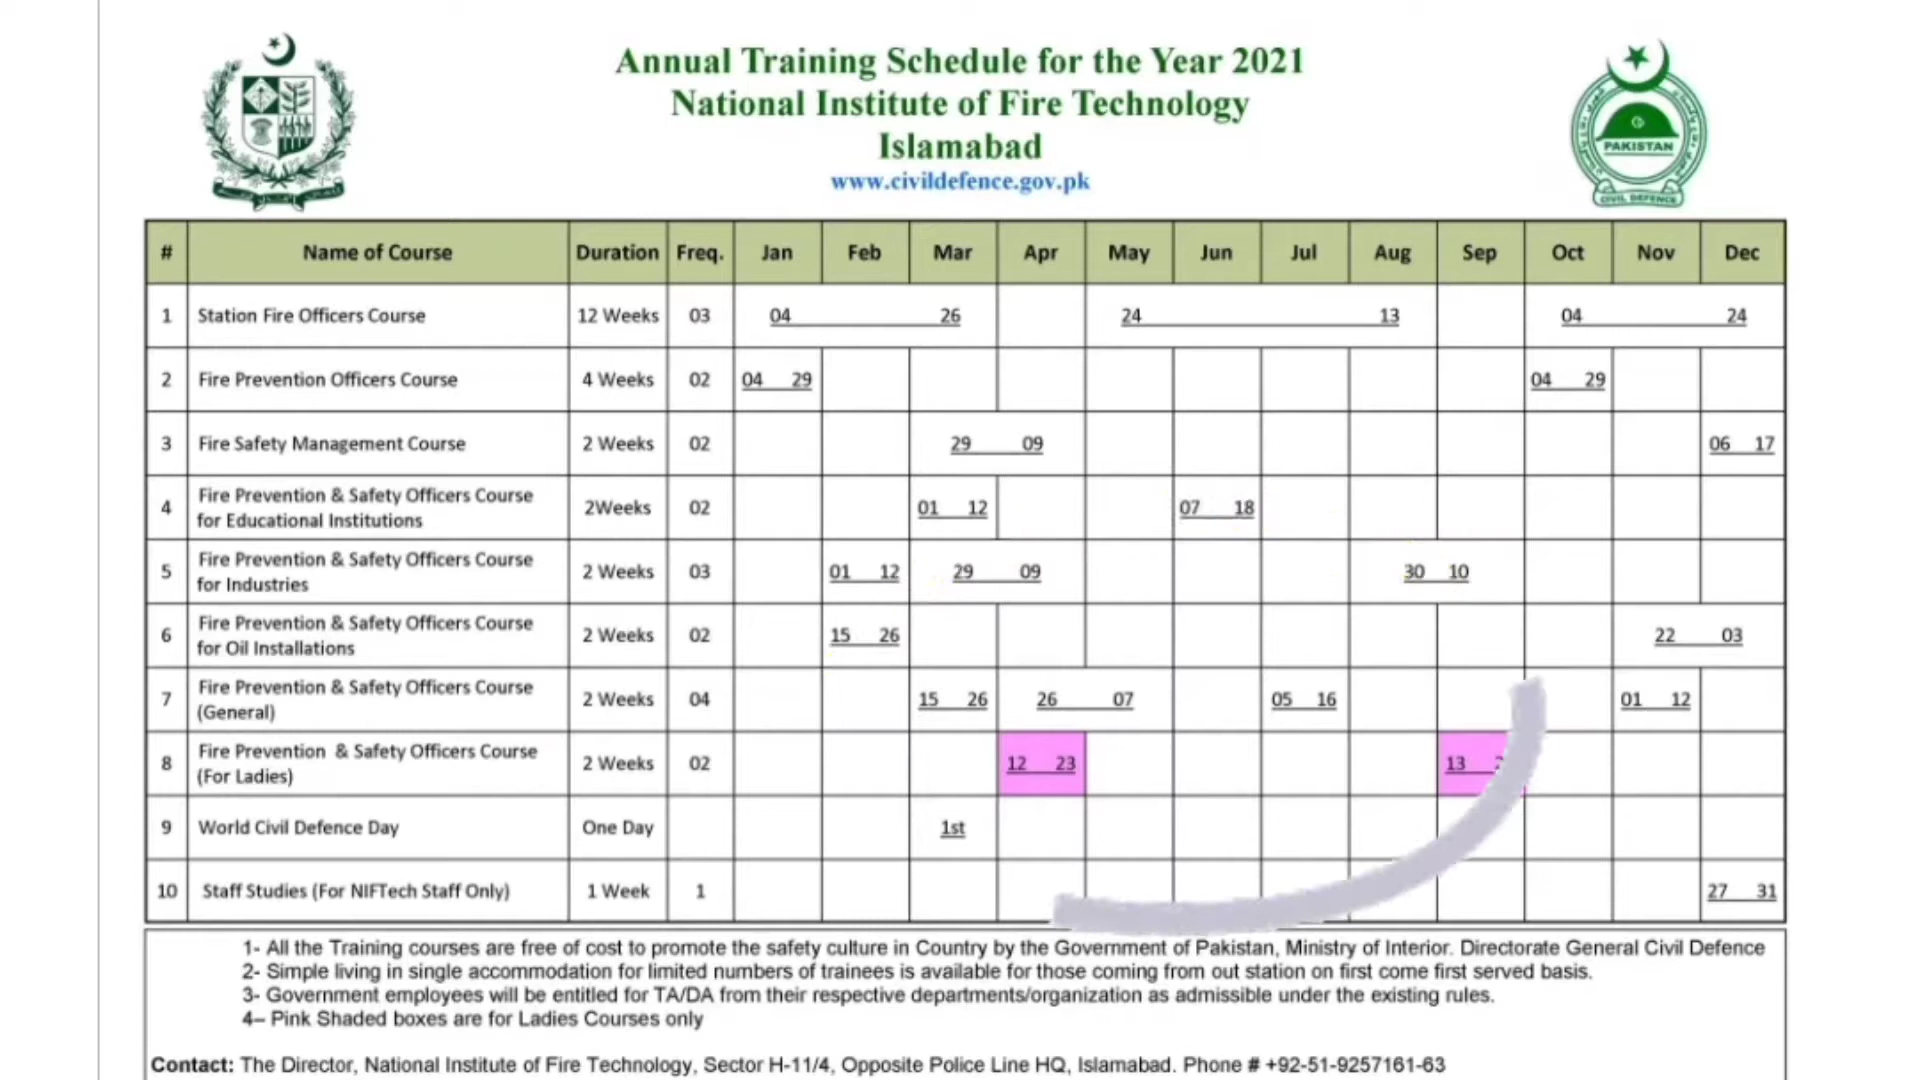 Annual Training Schedule for the Year 2021
National Institute of Fire Technology
Islamabad
www.civildefence.gov.pk
PAKISTAN
CIVIL DEFENCE
# Name of Course Duration Freq. Jan Feb Mar Apr May Jun Jul Aug Sep Oct Nov Dec
1 Station Fire Officers Course 12 Weeks 03 04 26 24 13 04 24
2 Fire Prevention Officers Course 4 Weeks 02 04 29 04 29
3 Fire Safety Management Course 2 Weeks 02 29 09 06 17
4 Fire Prevention & Safety Officers Course for Educational Institutions 2Weeks 02 01 12 07 18
5 Fire Prevention & Safety Officers Course for Industries 2 Weeks 03 01 12 29 09 30 10
6 Fire Prevention & Safety Officers Course for Oil Installations 2 Weeks 02 15 26 22 03
7 Fire Prevention & Safety Officers Course (General) 2 Weeks 04 15 26 26 07 05 16 01 12
8 Fire Prevention & Safety Officers Course (For Ladies) 2 Weeks 02 12 23 13
9 World Civil Defence Day One Day 1st
10 Staff Studies (For NIFTech Staff Only) 1 Week 1 27 31
1- All the Training courses are free of cost to promote the safety culture in Country by the Government of Pakistan, Ministry of Interior. Directorate General Civil Defence
2- Simple living in single accommodation for limited numbers of trainees is available for those coming from out station on first come first served basis.
3- Government employees will be entitled for TA/DA from their respective departments/organization as admissible under the existing rules.
4– Pink Shaded boxes are for Ladies Courses only
Contact: The Director, National Institute of Fire Technology, Sector H-11/4, Opposite Police Line HQ, Islamabad. Phone # +92-51-9257161-63